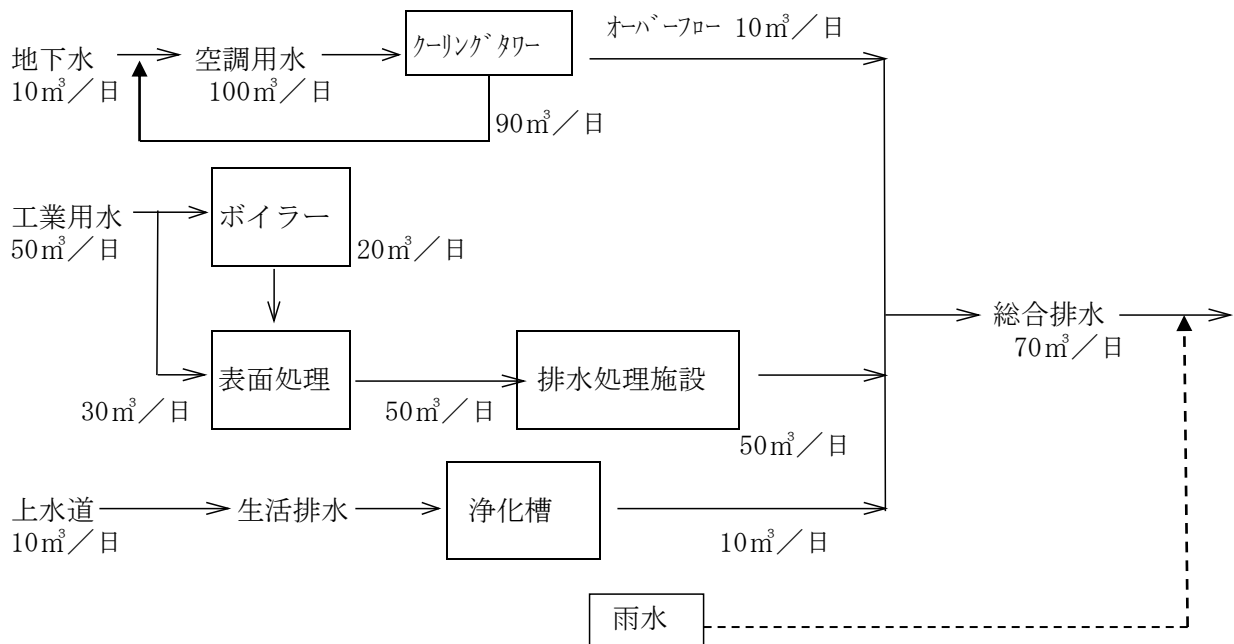 地下水
10㎥/日
空調用水
100㎥/日
クーリングタワー
オーバーフロー 10㎥/日
90㎥/日
工業用水
50㎥/日
ボイラー
20㎥/日
表面処理
30㎥/日
50㎥/日
排水処理施設
50㎥/日
総合排水
70㎥/日
上水道
10㎥/日
生活排水
浄化槽
10㎥/日
雨水